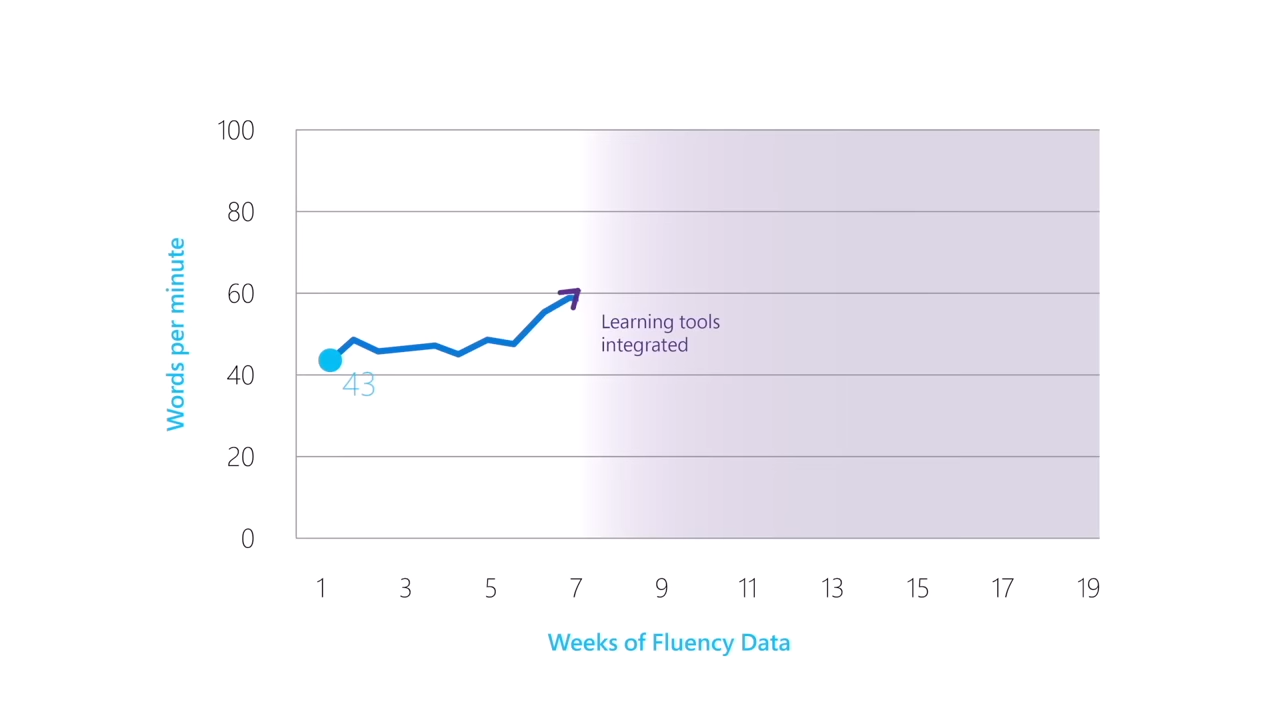 100
80
60
40
20
0
Words per minute
43
Learning tools
integrated
1 3 5 7 9 11 13 15 17 19
Weeks of Fluency Data